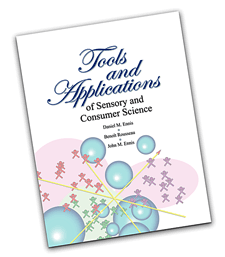 Tools
and
Applications
of Sensory and
Consumer Science
Daniel M. Ennis
Benoît Rousseau
John M. Ennis